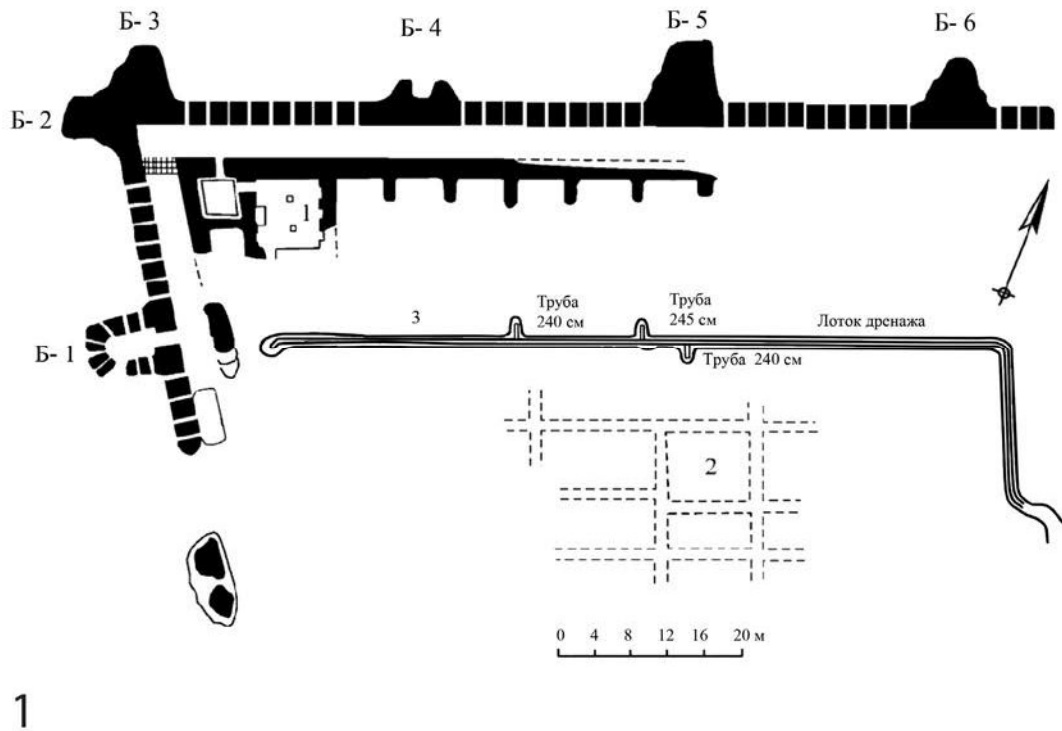 Б- 3
Б- 4
Б- 5
Б- 6
Б- 2
1
3
Труба
240 см
Труба
245 см
Лоток дренажа
Б- 1
Труба 240 см
2
0 4 8 12 16 20 м
1